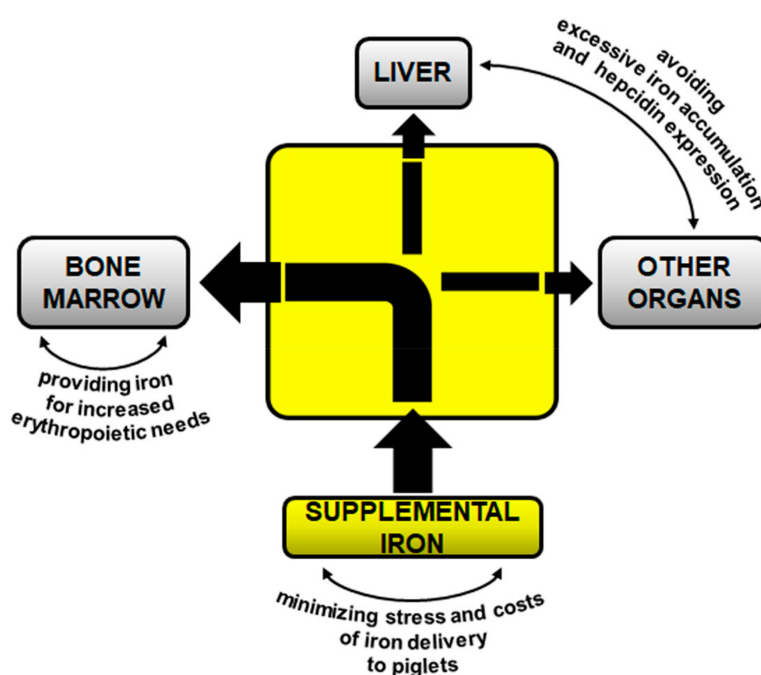 LIVER
avoiding
excessive iron accumulation
and hepcidin expression
BONE
MARROW
OTHER
ORGANS
providing iron
for increased
erythropoietic needs
SUPPLEMENTAL
IRON
minimizing stress and costs
of iron delivery
to piglets